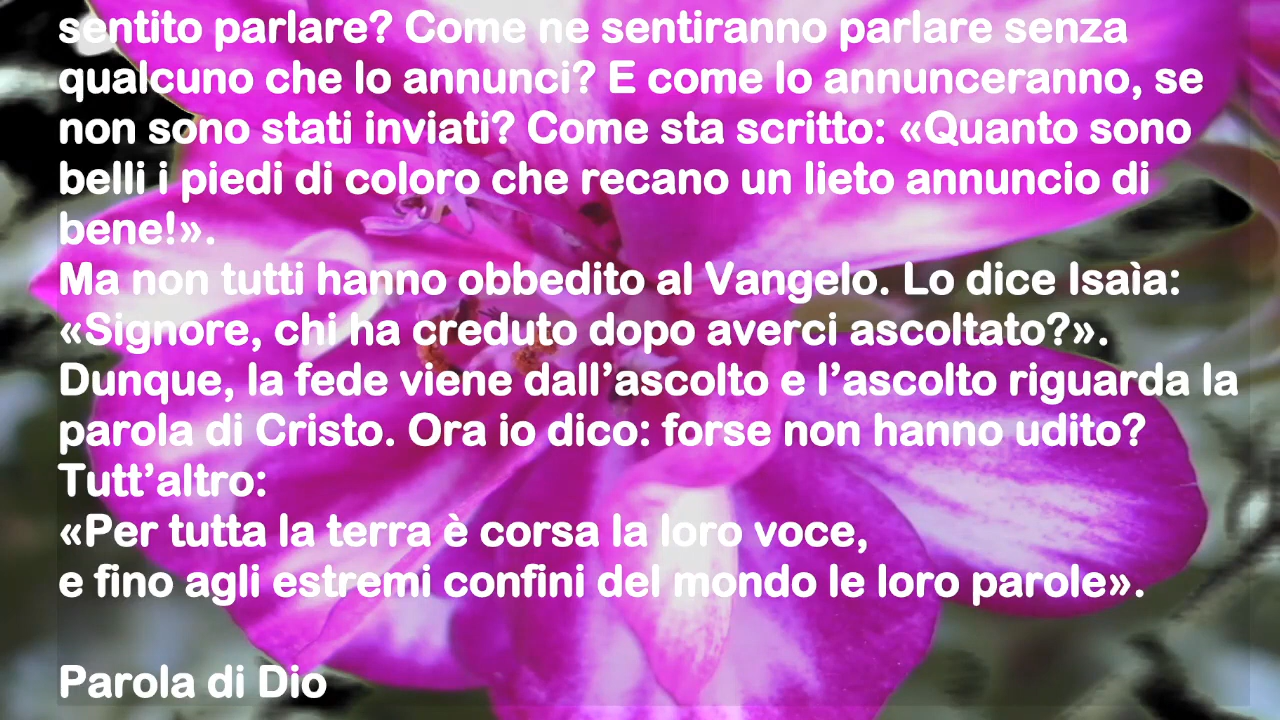 sentito parlare? Come ne sentiranno parlare senza
qualcuno che lo annunci? E come lo annunceranno, se
non sono stati inviati? Come sta scritto: «Quanto sono
belli i piedi di coloro che recano un lieto annuncio di
bene!».
Ma non tutti hanno obbedito al Vangelo. Lo dice Isaìa:
«Signore, chi ha creduto dopo averci ascoltato?».
Dunque, la fede viene dall’ascolto e l’ascolto riguarda la
parola di Cristo. Ora io dico: forse non hanno udito?
Tutt’altro:
«Per tutta la terra è corsa la loro voce,
e fino agli estremi confini del mondo le loro parole».
Parola di Dio